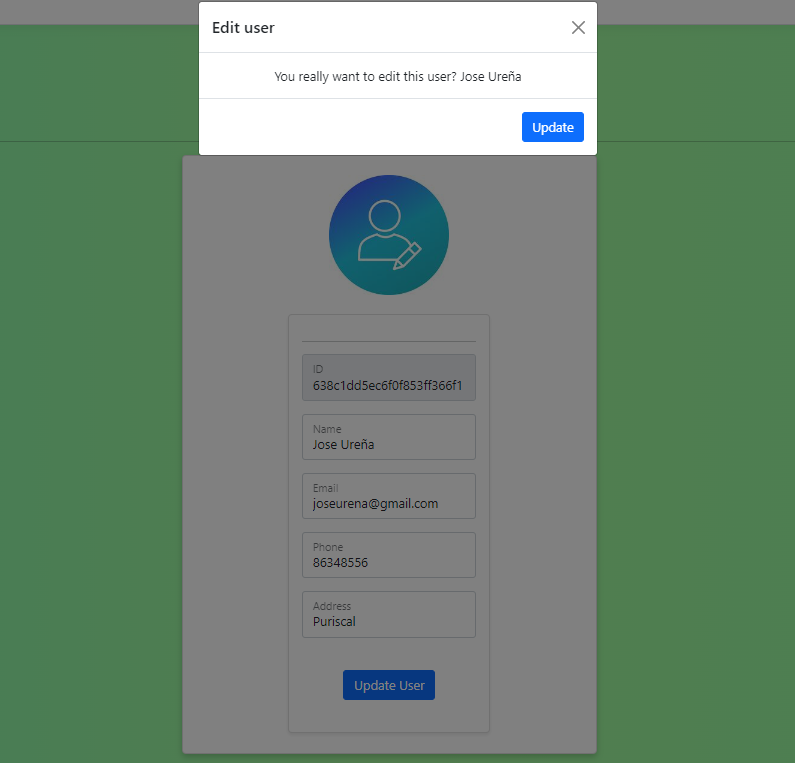 Edit user
You really want to edit this user? Jose Ureña
Update
ID
638c1dd5ec6f0f853ff366f1
Name
Jose Ureña
Email
joseurena@gmail.com
Phone
86348556
Address
Puriscal
Update User